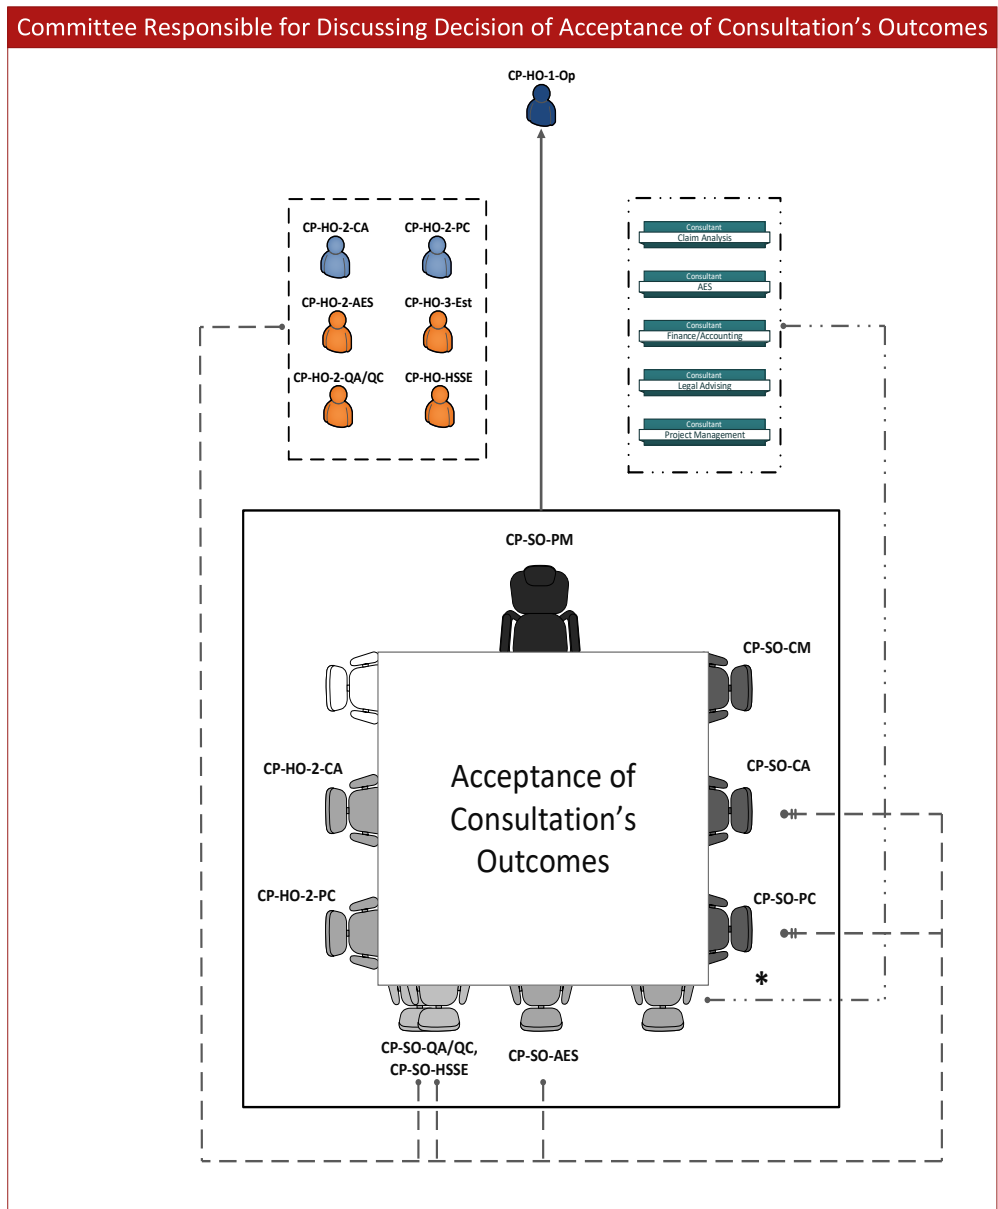 Committee Responsible for Discussing Decision of Acceptance of Consultation’s Outcomes
CP-HO-1-Op
CP-HO-2-CA
CP-HO-2-PC
CP-HO-2-AES
CP-HO-3-Est
CP-HO-2-QA/QC
CP-HO-HSSE
Consultant
Claim Analysis
Consultant
AES
Consultant
Finance/Accounting
Consultant
Legal Advising
Consultant
Project Management
CP-SO-PM
CP-SO-CM
CP-HO-2-CA
CP-SO-CA
Acceptance of
Consultation’s
Outcomes
CP-HO-2-PC
CP-SO-PC
*
CP-SO-QA/QC,
CP-SO-HSSE
CP-SO-AES